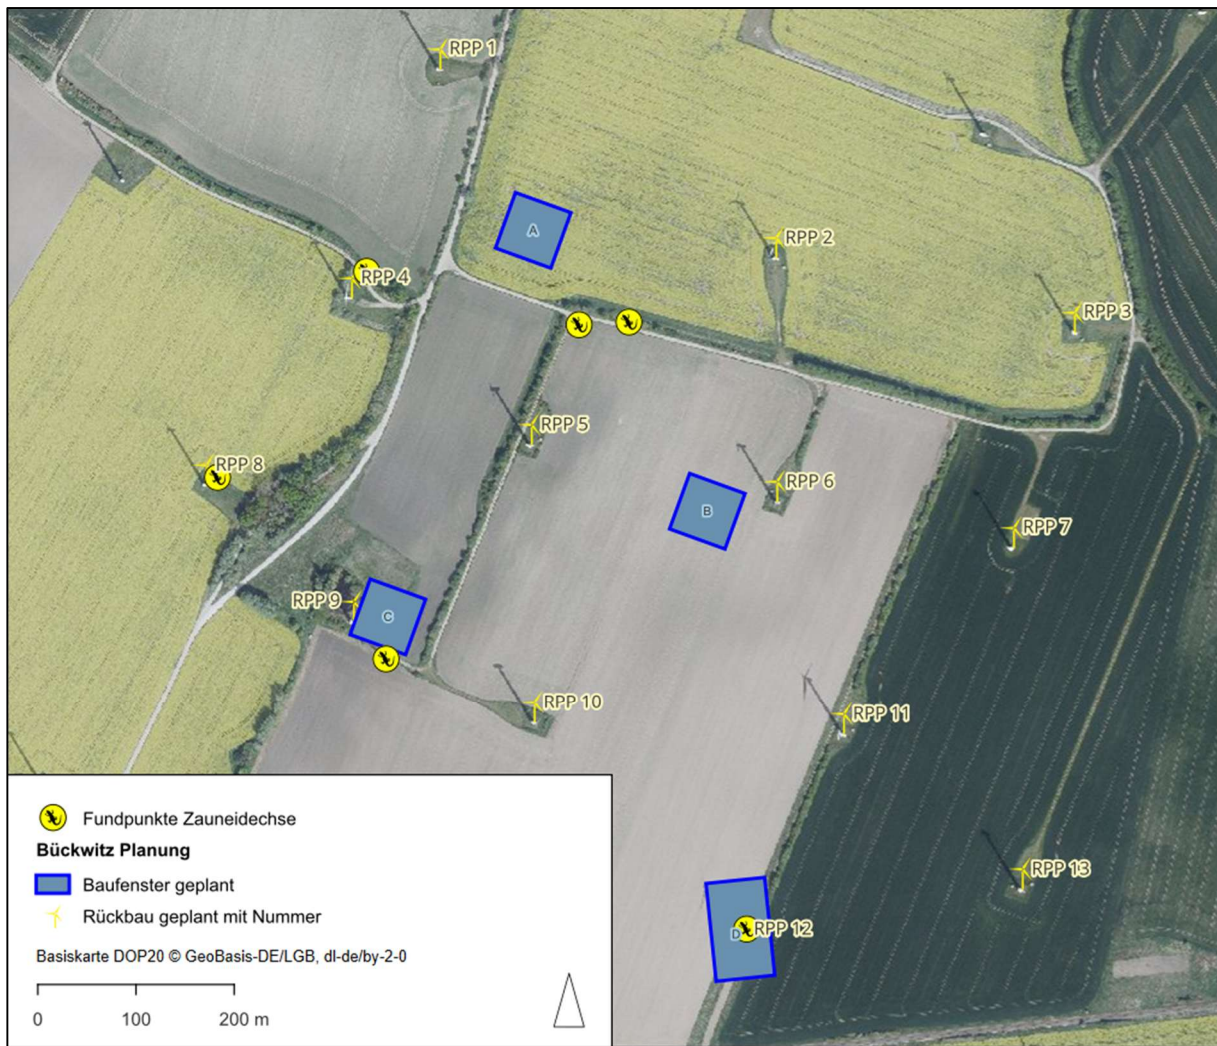 RPP 1
A
RPP 2
RPP 4
RPP 3
RPP 5
RPP 8
RPP 6
B
RPP 7
RPP 9
C
RPP 10
RPP 11
RPP 13
D
RPP 12
Fundpunkte Zauneidechse
Bückwitz Planung
Baufenster geplant
Rückbau geplant mit Nummer
Basiskarte DOP20 © GeoBasis-DE/LGB, dl-de/by-2-0
0 100 200 m